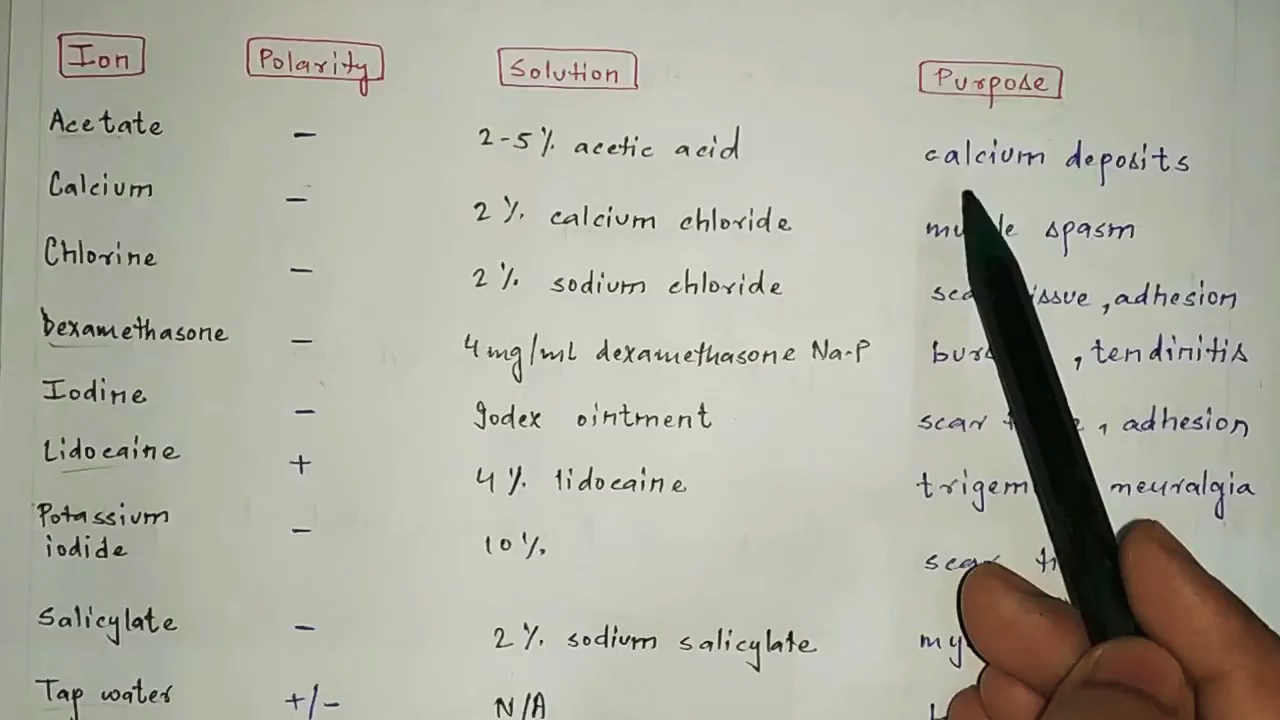 Ion Polarity Solution Purpose
Acetate − 2-5% acetic acid calcium deposits
Calcium − 2% calcium chloride spasm
Chlorine − 2% sodium chloride , adhesion
Dexamethasone − 4mg/ml dexamethasone Na-P , tendinitis
Iodine − Iodex ointment scar , adhesion
Lidocaine + 4% lidocaine neuralgia
Potassium
iodide − 10%
Salicylate − 2% sodium salicylate
Tap water +/- N/A